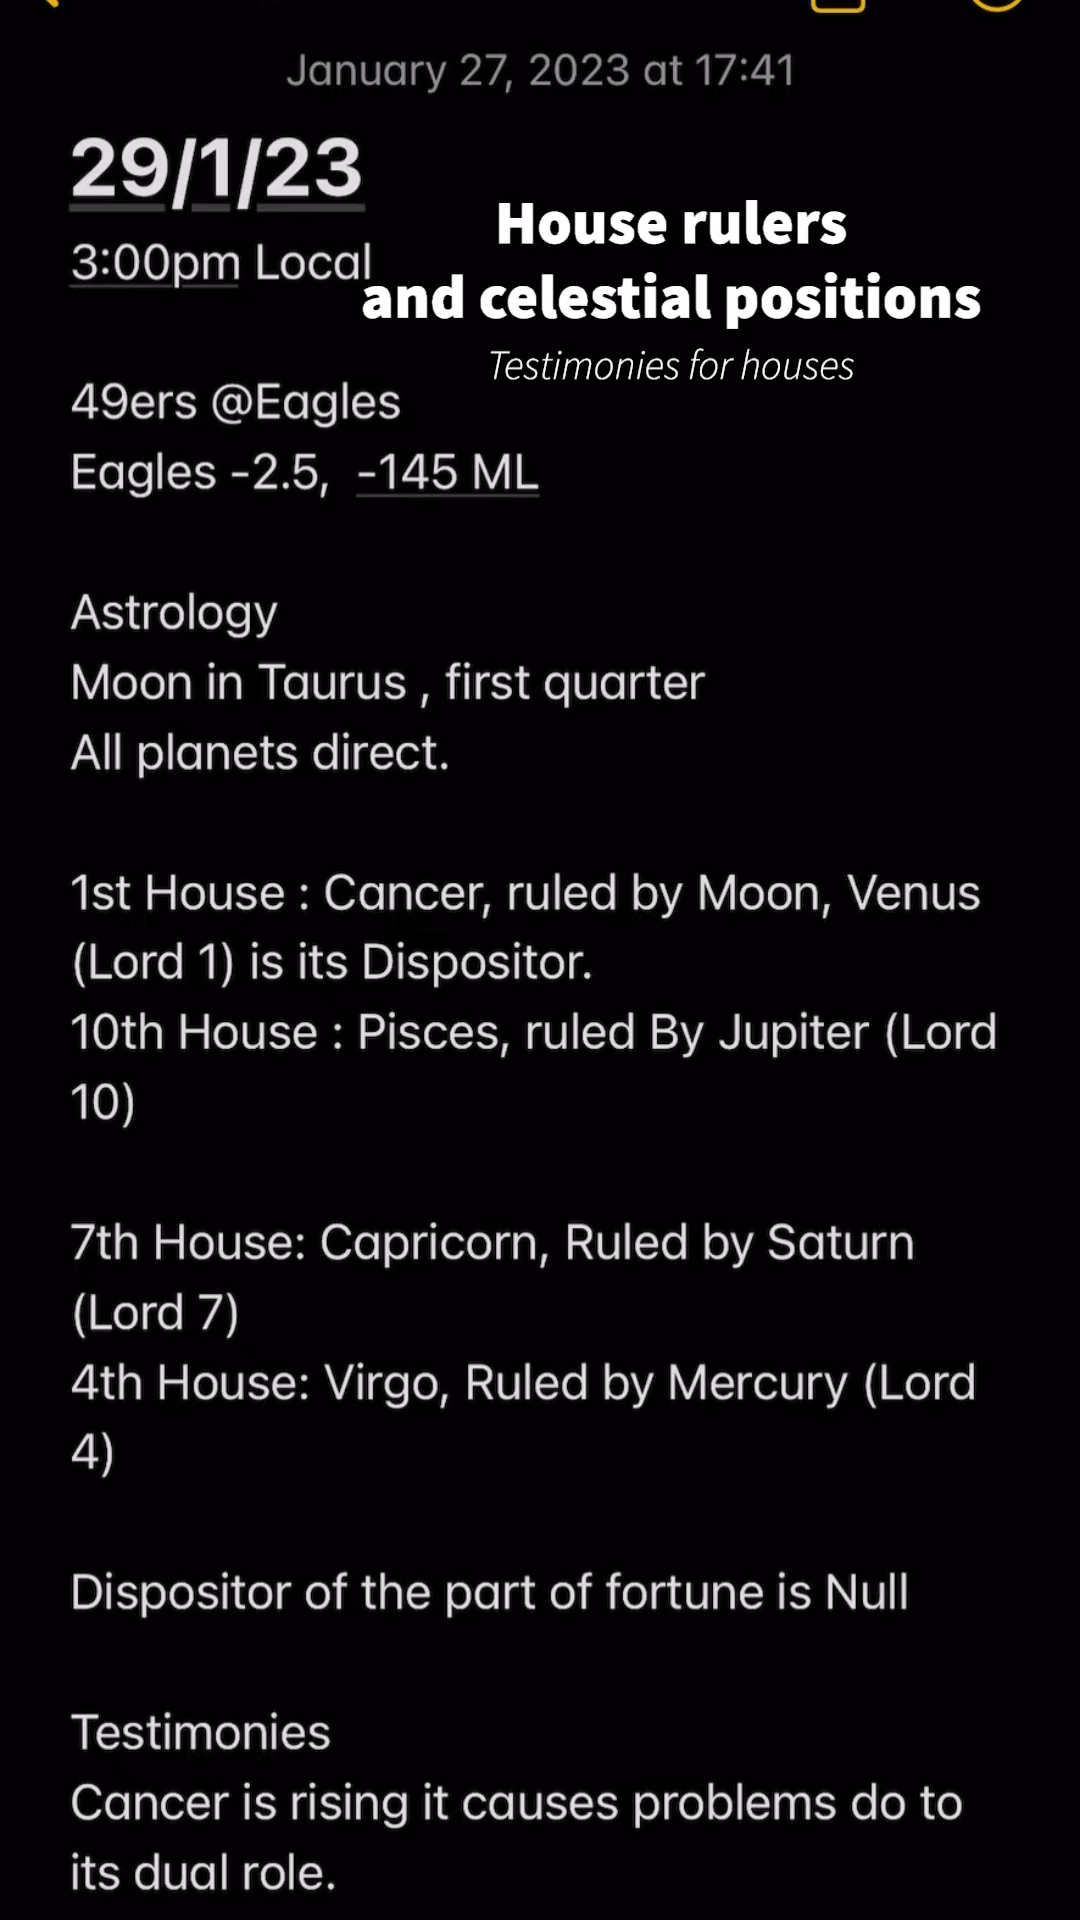 January 27, 2023 at 17:41
29/1/23
House rulers
3:00pm Local
and celestial positions
Testimonies for houses
49ers @Eagles
Eagles -2.5,  -145 ML
Astrology
Moon in Taurus , first quarter
All planets direct.
1st House : Cancer, ruled by Moon, Venus
(Lord 1) is its Dispositor.
10th House : Pisces, ruled By Jupiter (Lord
10)
7th House: Capricorn, Ruled by Saturn
(Lord 7)
4th House: Virgo, Ruled by Mercury (Lord
4)
Dispositor of the part of fortune is Null
Testimonies
Cancer is rising it causes problems do to
its dual role.